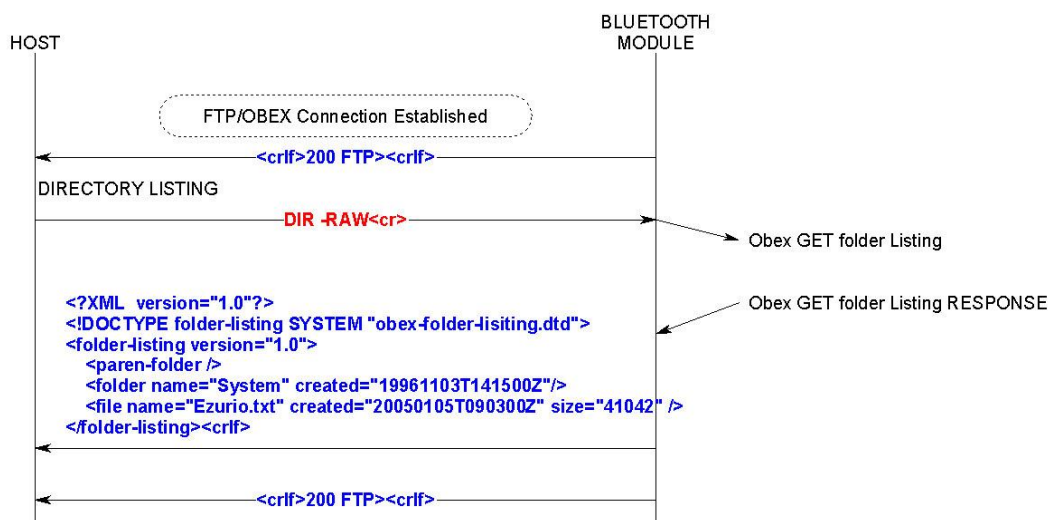 HOST
BLUETOOTH
MODULE
FTP/OBEX Connection Established
<crlf>200 FTP><crlf>
DIRECTORY LISTING
DIR -RAW<cr>
Obex GET folder Listing
Obex GET folder Listing RESPONSE
<?XML  version="1.0"?>
<!DOCTYPE folder-listing SYSTEM "obex-folder-lisiting.dtd">
<folder-listing version="1.0">
<paren-folder />
<folder name="System" created="19961103T141500Z"/>
<file name="Ezurio.txt" created="20050105T090300Z" size="41042" />
</folder-listing><crlf>
<crlf>200 FTP><crlf>